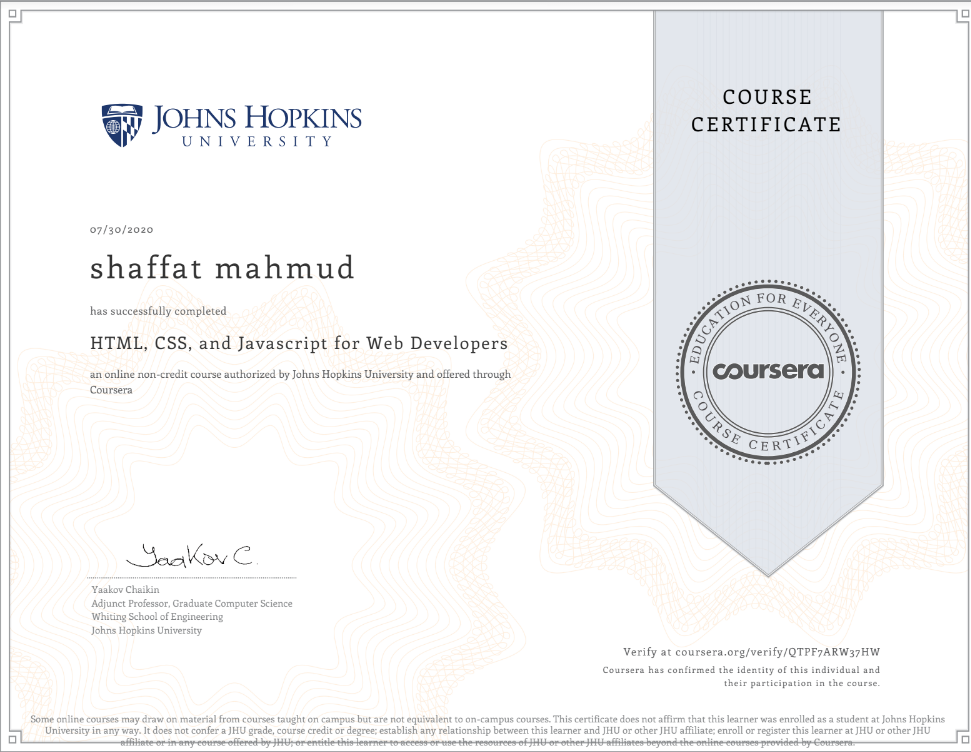 JOHNS HOPKINS
UNIVERSITY
COURSE
CERTIFICATE
07/30/2020
shaffat mahmud
has successfully completed
HTML, CSS, and Javascript for Web Developers
an online non-credit course authorized by Johns Hopkins University and offered through
Coursera
EDUCATION FOR EVERYONE
coursera
COURSE CERTIFICATE
Yaakov C.
Yaakov Chaikin
Adjunct Professor, Graduate Computer Science
Whiting School of Engineering
Johns Hopkins University
Verify at coursera.org/verify/QTPF7ARW37HW
Coursera has confirmed the identity of this individual and
their participation in the course.
Some online courses may draw on material from courses taught on campus but are not equivalent to on-campus courses. This certificate does not affirm that this learner was enrolled as a student at Johns Hopkins
University in any way. It does not confer a JHU grade, course credit or degree; establish any relationship between this learner and JHU or other JHU affiliate; enroll or register this learner at JHU or other JHU
affiliate or in any course offered by JHU; or entitle this learner to access or use the resources of JHU or other JHU affiliates beyond the online courses provided by Coursera.